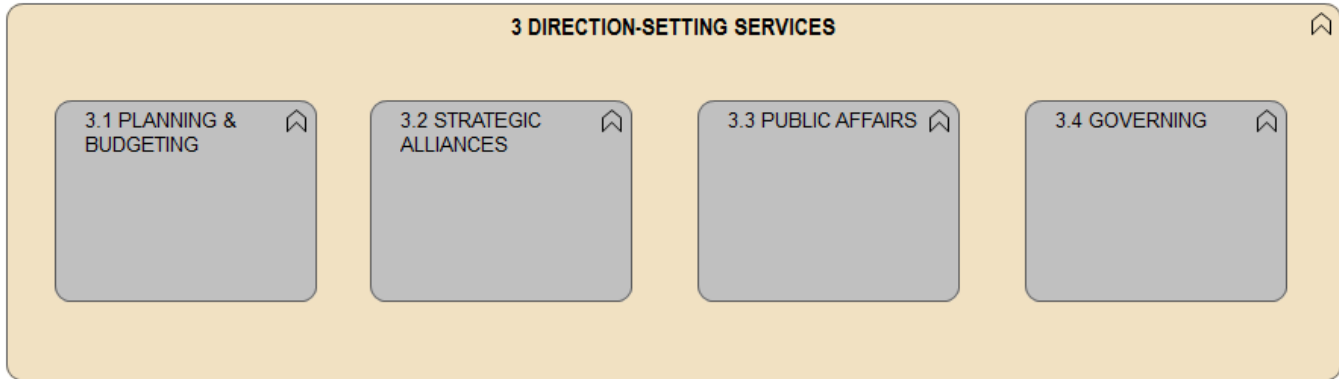 3 DIRECTION-SETTING SERVICES
3.1 PLANNING &
BUDGETING
3.2 STRATEGIC
ALLIANCES
3.3 PUBLIC AFFAIRS
3.4 GOVERNING